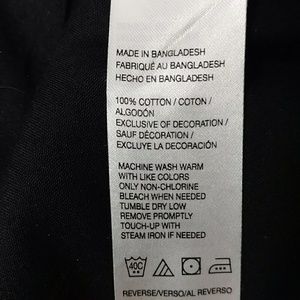 MADE IN BANGLADESH
FABRIQUÉ AU BANGLADESH
HECHO EN BANGLADESH
100% COTTON / COTON /
ALGODÓN
EXCLUSIVE OF DECORATION /
SAUF DÉCORATION /
EXCLUYE LA DECORACIÓN
MACHINE WASH WARM
WITH LIKE COLORS
ONLY NON-CHLORINE
BLEACH WHEN NEEDED
TUMBLE DRY LOW
REMOVE PROMPTLY
TOUCH-UP WITH
STEAM IRON IF NEEDED
40C
REVERSE/VERSO/AL REVERSO